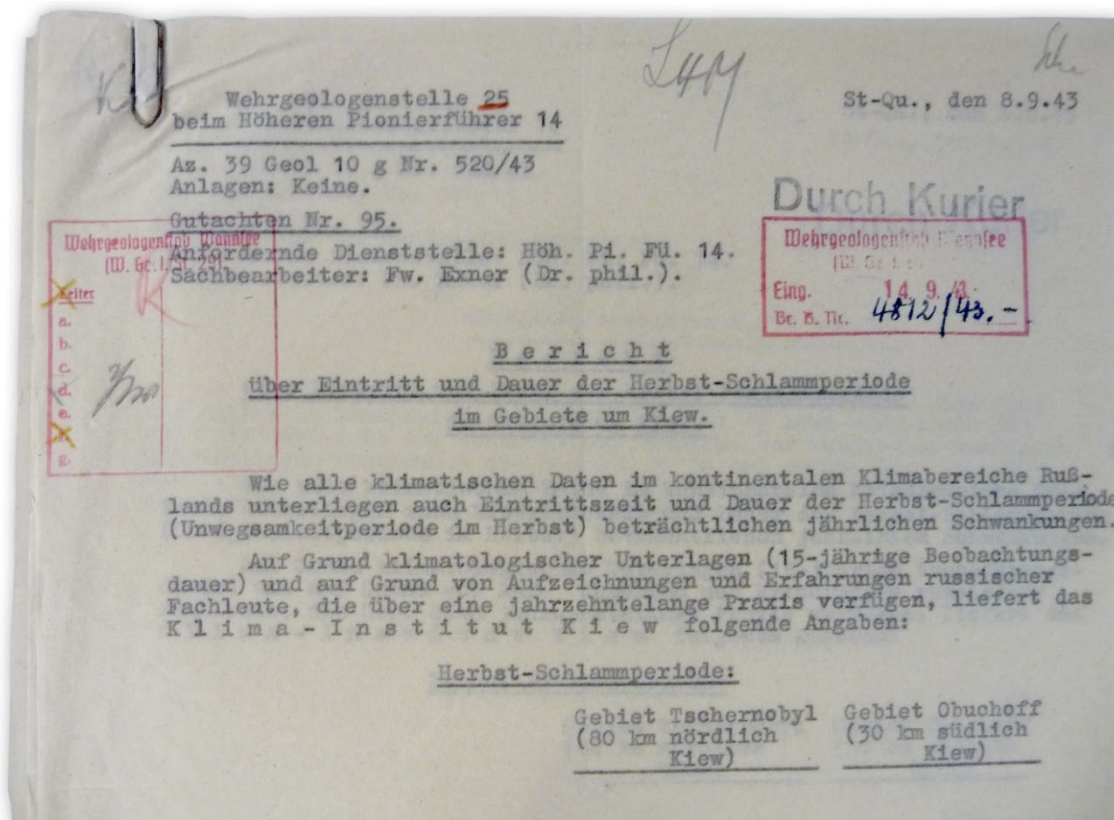 Wehrgeologenstelle 25
beim Höheren Pionierführer 14
St-Qu., den 8.9.43
Az. 39 Geol 10 g Nr. 520/43
Anlagen: Keine.
Durch Kurier
Gutachten Nr. 95.
Anfordernde Dienststelle: Höh. Pi. Fü. 14.
Sachbearbeiter: Fw. Exner (Dr. phil.).
Wehrgeologenstab Wannsee
Leiter
a.
b.
c.
d.
e.
f.
g.
Wehrgeologenstab Wannsee
Eing. 14. 9. 43.
Br. B. Nr. 4812/43.-
Bericht
über Eintritt und Dauer der Herbst-Schlammperiode
im Gebiete um Kiew.
Wie alle klimatischen Daten im kontinentalen Klimabereiche Ruß-
lands unterliegen auch Eintrittszeit und Dauer der Herbst-Schlammperiode
(Unwegsamkeitperiode im Herbst) beträchtlichen jährlichen Schwankungen.
Auf Grund klimatologischer Unterlagen (15-jährige Beobachtungs-
dauer) und auf Grund von Aufzeichnungen und Erfahrungen russischer
Fachleute, die über eine jahrzehntelange Praxis verfügen, liefert das
Klima-Institut Kiew folgende Angaben:
Herbst-Schlammperiode:
Gebiet Tschernobyl
(80 km nördlich
Kiew)
Gebiet Obuchoff
(30 km südlich
Kiew)